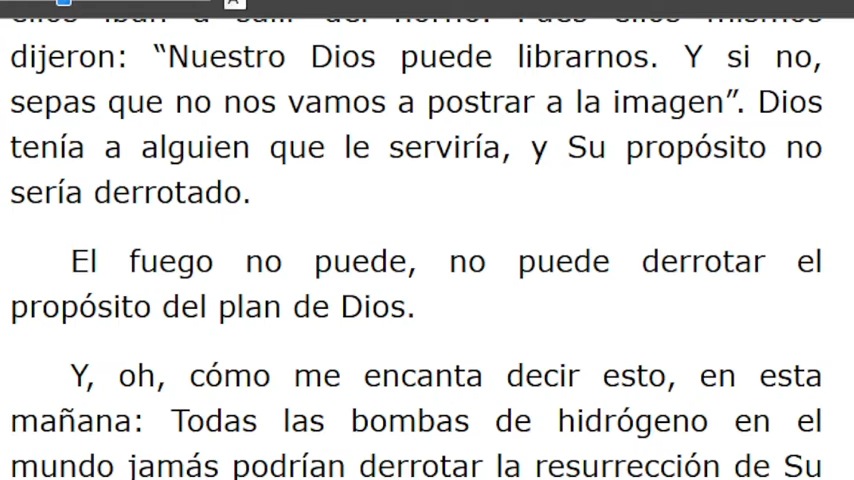 dijeron: “Nuestro Dios puede librarnos. Y si no,
sepas que no nos vamos a postrar a la imagen”. Dios
tenía a alguien que le serviría, y Su propósito no
sería derrotado.
El fuego no puede, no puede derrotar el
propósito del plan de Dios.
Y, oh, cómo me encanta decir esto, en esta
mañana: Todas las bombas de hidrógeno en el
mundo jamás podrían derrotar la resurrección de Su